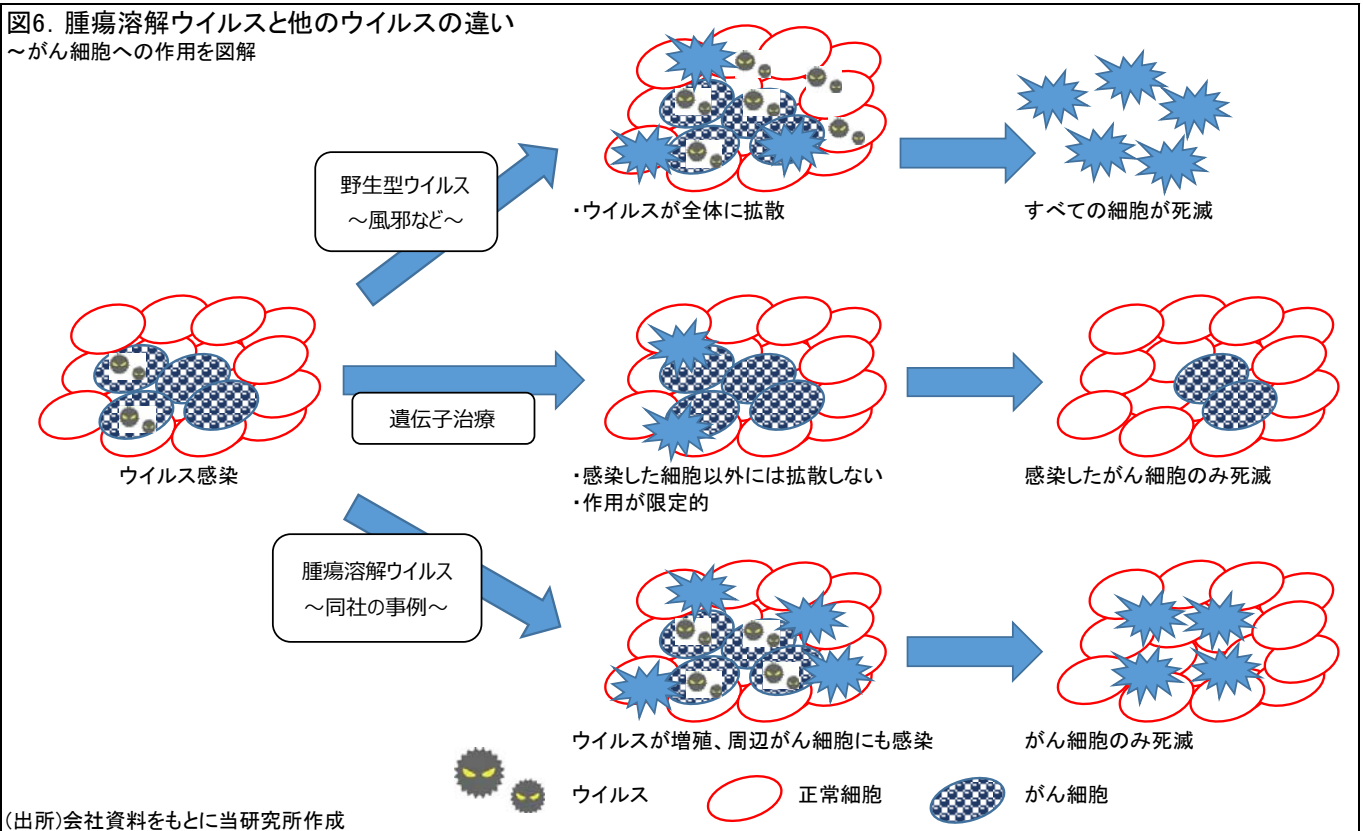 図6. 腫瘍溶解ウイルスと他のウイルスの違い
～がん細胞への作用を図解
野生型ウイルス
～風邪など～
・ウイルスが全体に拡散
すべての細胞が死滅
ウイルス感染
遺伝子治療
・感染した細胞以外には拡散しない
・作用が限定的
感染したがん細胞のみ死滅
腫瘍溶解ウイルス
～同社の事例～
ウイルスが増殖、周辺がん細胞にも感染
がん細胞のみ死滅
ウイルス
正常細胞
がん細胞
(出所)会社資料をもとに当研究所作成